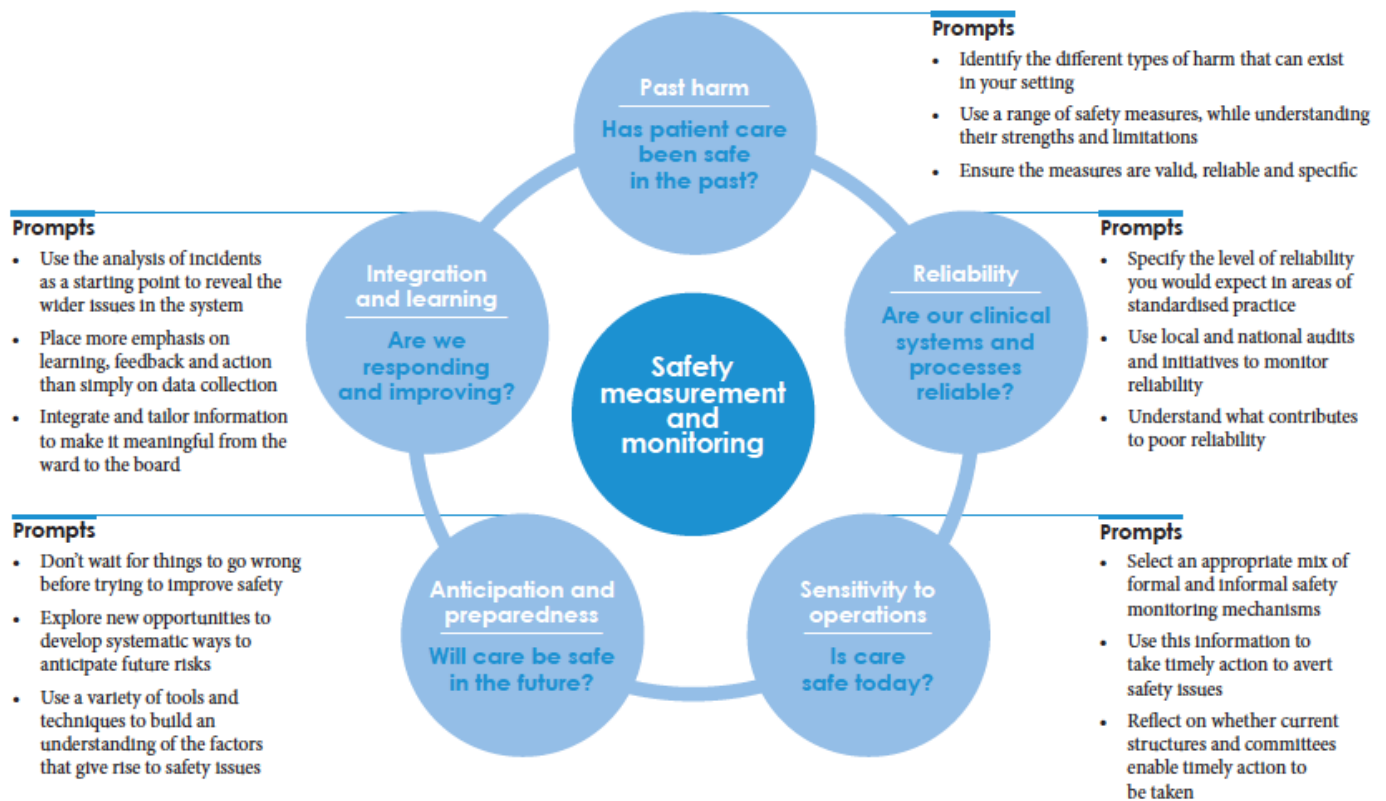 Past harm
Has patient care
been safe
in the past?
Prompts
• Identify the different types of harm that can exist
in your setting
• Use a range of safety measures, while understanding
their strengths and limitations
• Ensure the measures are valid, reliable and specific
Reliability
Are our clinical
systems and
processes
reliable?
Prompts
• Specify the level of reliability
you would expect in areas of
standardised practice
• Use local and national audits
and initiatives to monitor
reliability
• Understand what contributes
to poor reliability
Sensitivity to
operations
Is care
safe today?
Prompts
• Select an appropriate mix of
formal and informal safety
monitoring mechanisms
• Use this information to
take timely action to avert
safety issues
• Reflect on whether current
structures and committees
enable timely action to
be taken
Anticipation and
preparedness
Will care be safe
in the future?
Prompts
• Don’t wait for things to go wrong
before trying to improve safety
• Explore new opportunities to
develop systematic ways to
anticipate future risks
• Use a variety of tools and
techniques to build an
understanding of the factors
that give rise to safety issues
Integration
and learning
Are we
responding
and improving?
Prompts
• Use the analysis of incidents
as a starting point to reveal the
wider issues in the system
• Place more emphasis on
learning, feedback and action
than simply on data collection
• Integrate and tailor information
to make it meaningful from the
ward to the board
Safety
measurement
and
monitoring